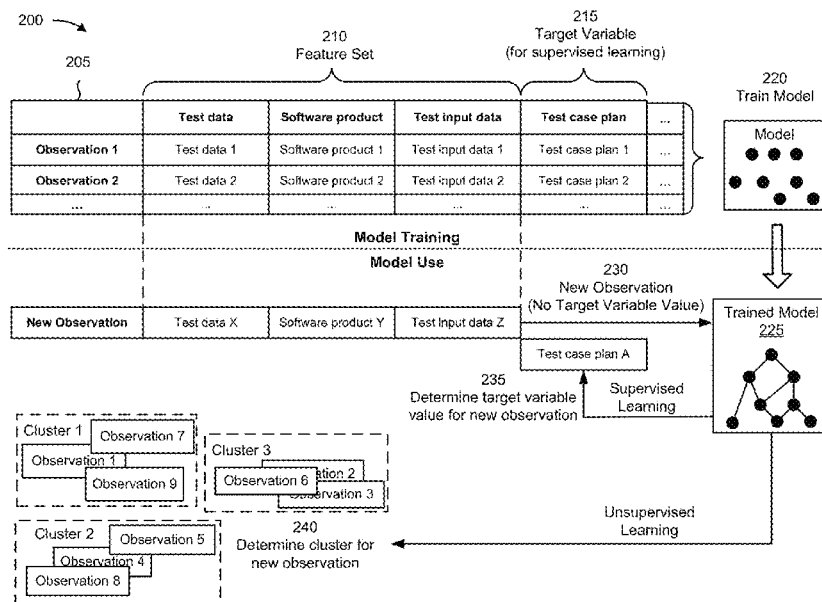 200
205
210
Feature Set
215
Target Variable
(for supervised learning)
220
Train Model
Test data Software product Test input data Test case plan ...
Observation 1 Test data 1 Software product 1 Test input data 1 Test case plan 1 ...
Observation 2 Test data 2 Software product 2 Test input data 2 Test case plan 2 ...
... ... ... ... ... ...
Model
Model Training
Model Use
230
New Observation
(No Target Variable Value)
New Observation Test data X Software product Y Test Input data Z
Trained Model
225
Test case plan A
235
Determine target variable
value for new observation
Supervised
Learning
Cluster 1
Observation 7
Observation 1
Observation 9
Cluster 3
Observation 2
Observation 6
Observation 3
Unsupervised
Learning
Cluster 2
Observation 5
Observation 4
Observation 8
240
Determine cluster for
new observation